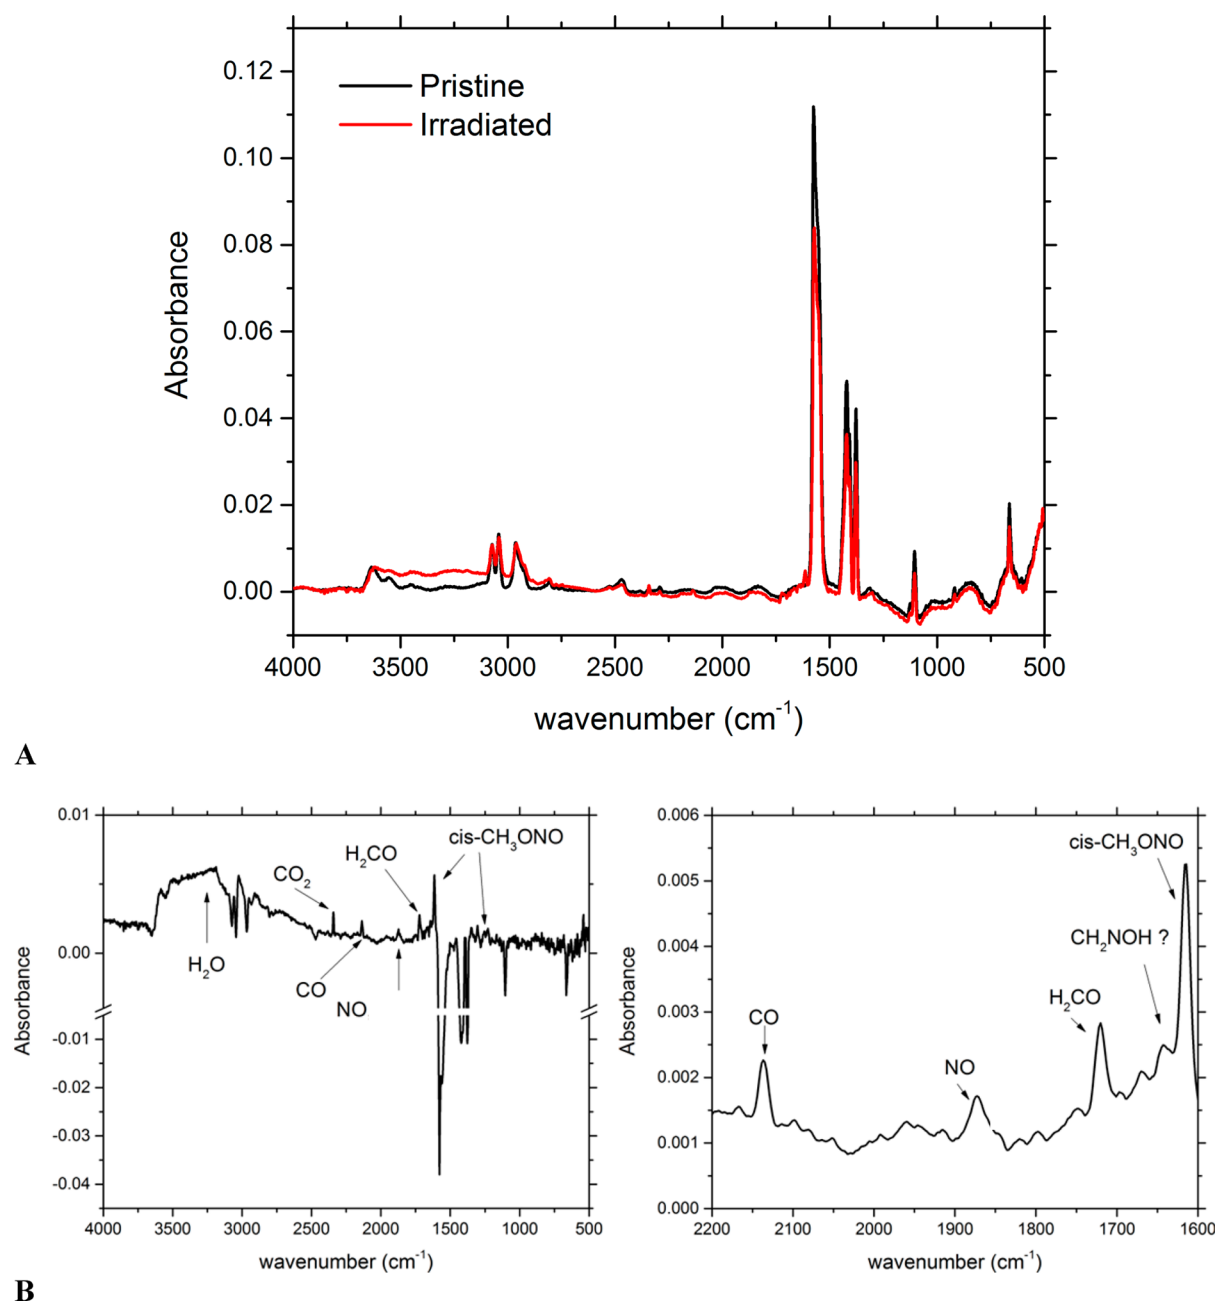 0.12
0.10
0.08
0.06
0.04
0.02
0.00
Absorbance
Pristine
Irradiated
4000 3500 3000 2500 2000 1500 1000 500
wavenumber (cm⁻¹)
A
0.01
0.00
-0.01
-0.02
-0.03
-0.04
Absorbance
cis-CH₃ONO
H₂CO
CO₂
H₂O
CO
NO
4000 3500 3000 2500 2000 1500 1000 500
wavenumber (cm⁻¹)
0.006
0.005
0.004
0.003
0.002
0.001
0.000
Absorbance
cis-CH₃ONO
CH₂NOH ?
H₂CO
CO
NO
2200 2100 2000 1900 1800 1700 1600
wavenumber (cm⁻¹)
B